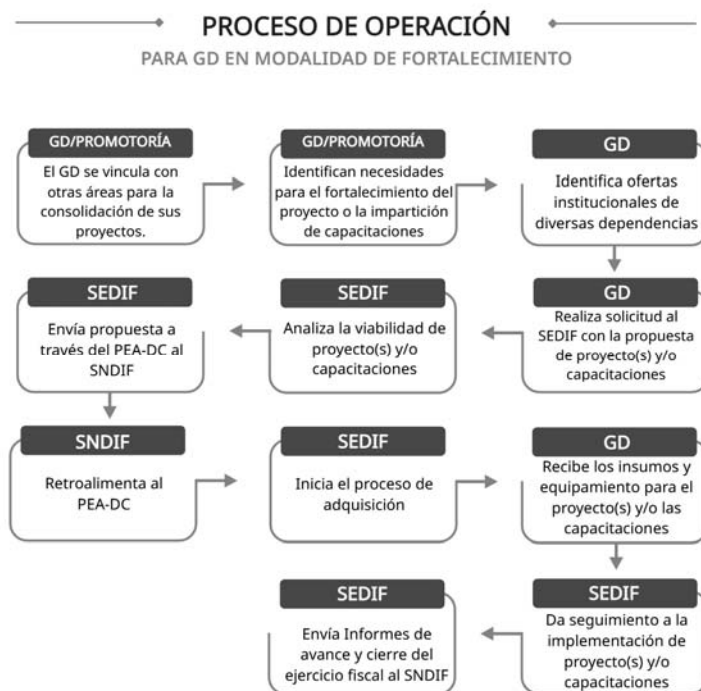 PROCESO DE OPERACIÓN
PARA GD EN MODALIDAD DE FORTALECIMIENTO
GD/PROMOTORÍA
El GD se vincula con
otras áreas para la
consolidación de sus
proyectos.
GD/PROMOTORÍA
Identifican necesidades
para el fortalecimiento del
proyecto o la impartición
de capacitaciones
GD
Identifica ofertas
institucionales de
diversas dependencias
GD
Realiza solicitud al
SEDIF con la propuesta
de proyecto(s) y/o
capacitaciones
SEDIF
Analiza la viabilidad de
proyecto(s) y/o
capacitaciones
SEDIF
Envía propuesta a
través del PEA-DC al
SNDIF
SNDIF
Retroalimenta al
PEA-DC
SEDIF
Inicia el proceso de
adquisición
GD
Recibe los insumos y
equipamiento para el
proyecto(s) y/o las
capacitaciones
SEDIF
Da seguimiento a la
implementación de
proyecto(s) y/o
capacitaciones
SEDIF
Envía Informes de
avance y cierre del
ejercicio fiscal al SNDIF